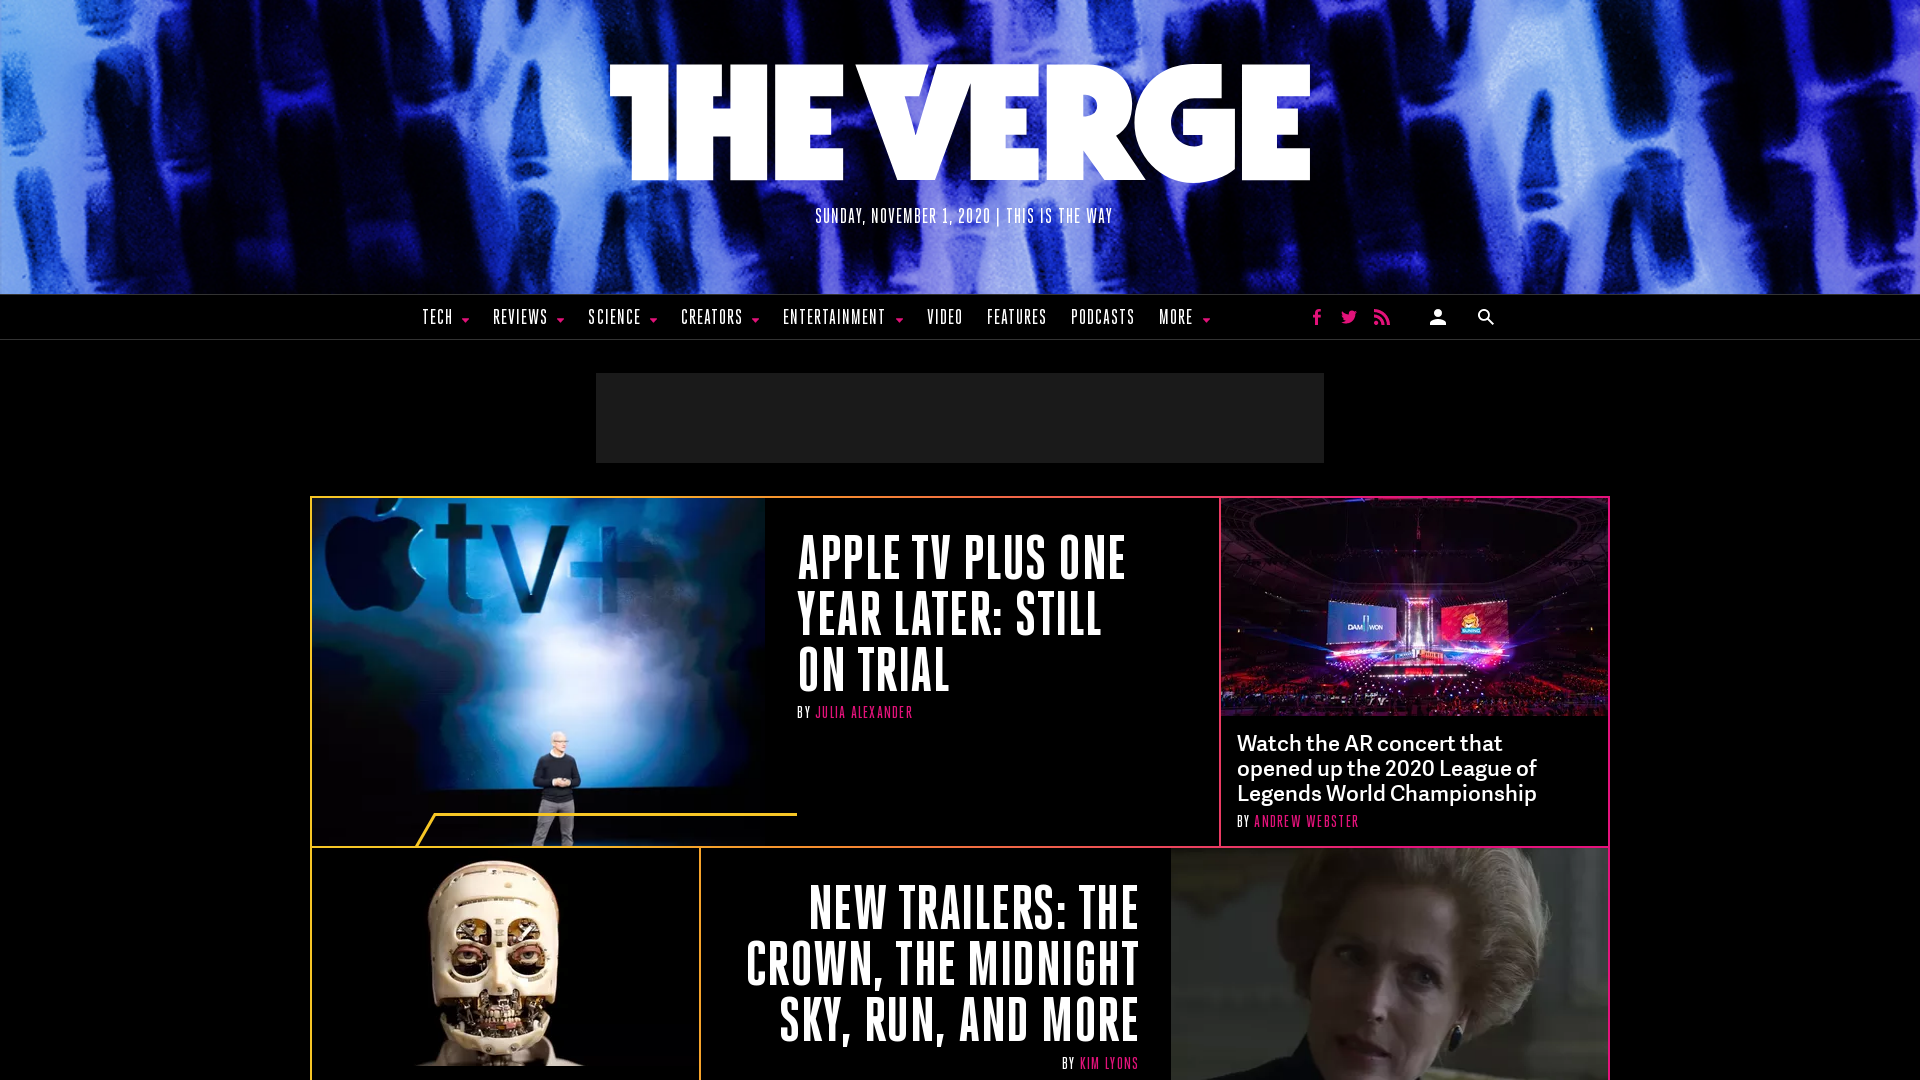 THE VERGE
SUNDAY, NOVEMBER 1, 2020 | THIS IS THE WAY
TECH REVIEWS SCIENCE CREATORS ENTERTAINMENT VIDEO FEATURES PODCASTS MORE
tv+
APPLE TV PLUS ONE
YEAR LATER: STILL
ON TRIAL
BY JULIA ALEXANDER
DAMWON
SUNING
Watch the AR concert that
opened up the 2020 League of
Legends World Championship
BY ANDREW WEBSTER
NEW TRAILERS: THE
CROWN, THE MIDNIGHT
SKY, RUN, AND MORE
BY KIM LYONS